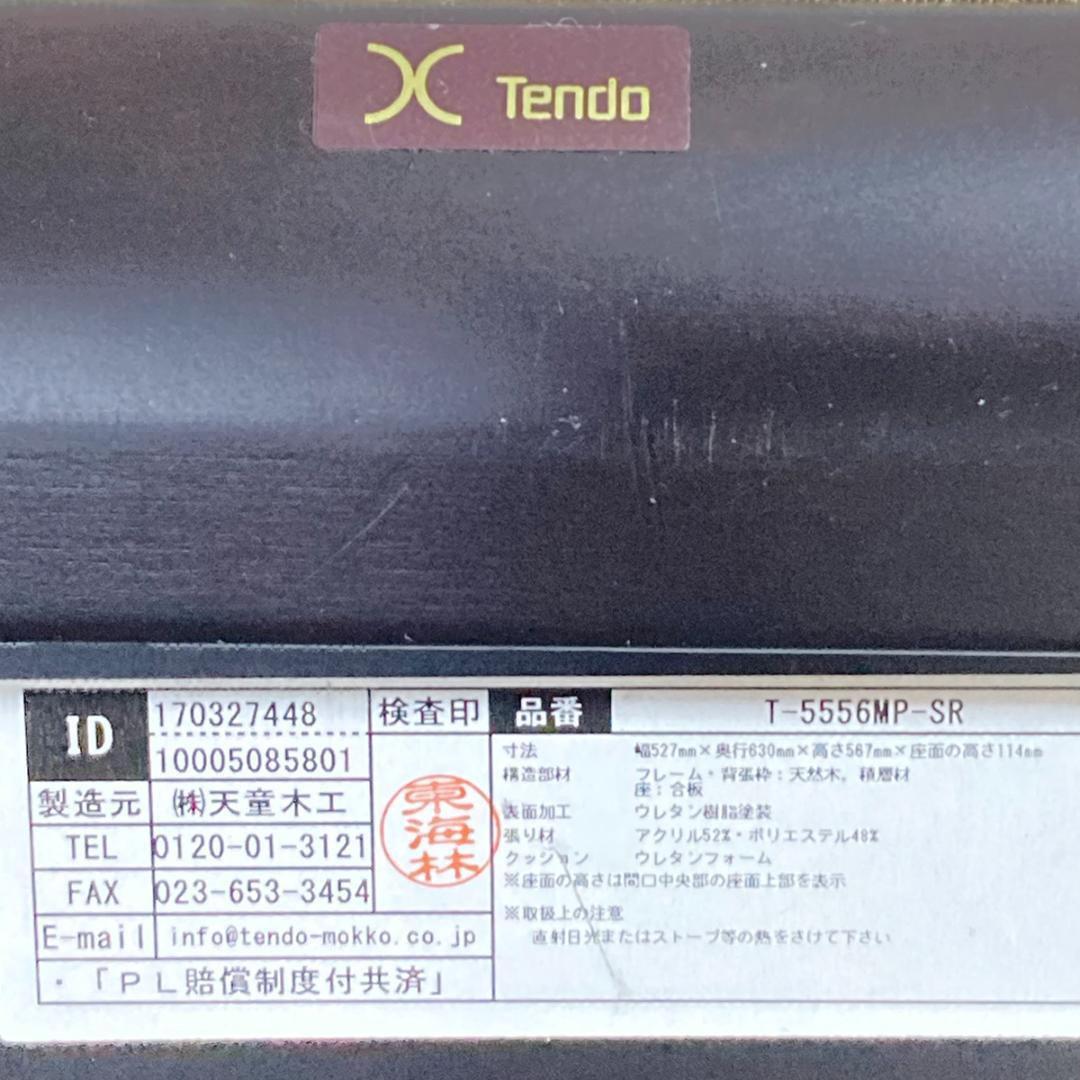 Tendo
ID 170327448 検査印 品番 T-5556MP-SR
10005085801
製造元 ㈱天童木工
東海林
TEL 0120-01-3121
FAX 023-653-3454
E-mail info@tendo-mokko.co.jp
・「PL賠償制度付共済」
寸法 幅527mm×奥行630mm×高さ567mm×座面の高さ114mm
構造部材 フレーム・背張枠:天然木，積層材
座:合板
表面加工 ウレタン樹脂塗装
張り材 アクリル52%・ポリエステル48%
クッション ウレタンフォーム
※座面の高さは間口中央部の座面上部を表示
※取扱上の注意
直射日光またはストーブ等の熱をさけて下さい